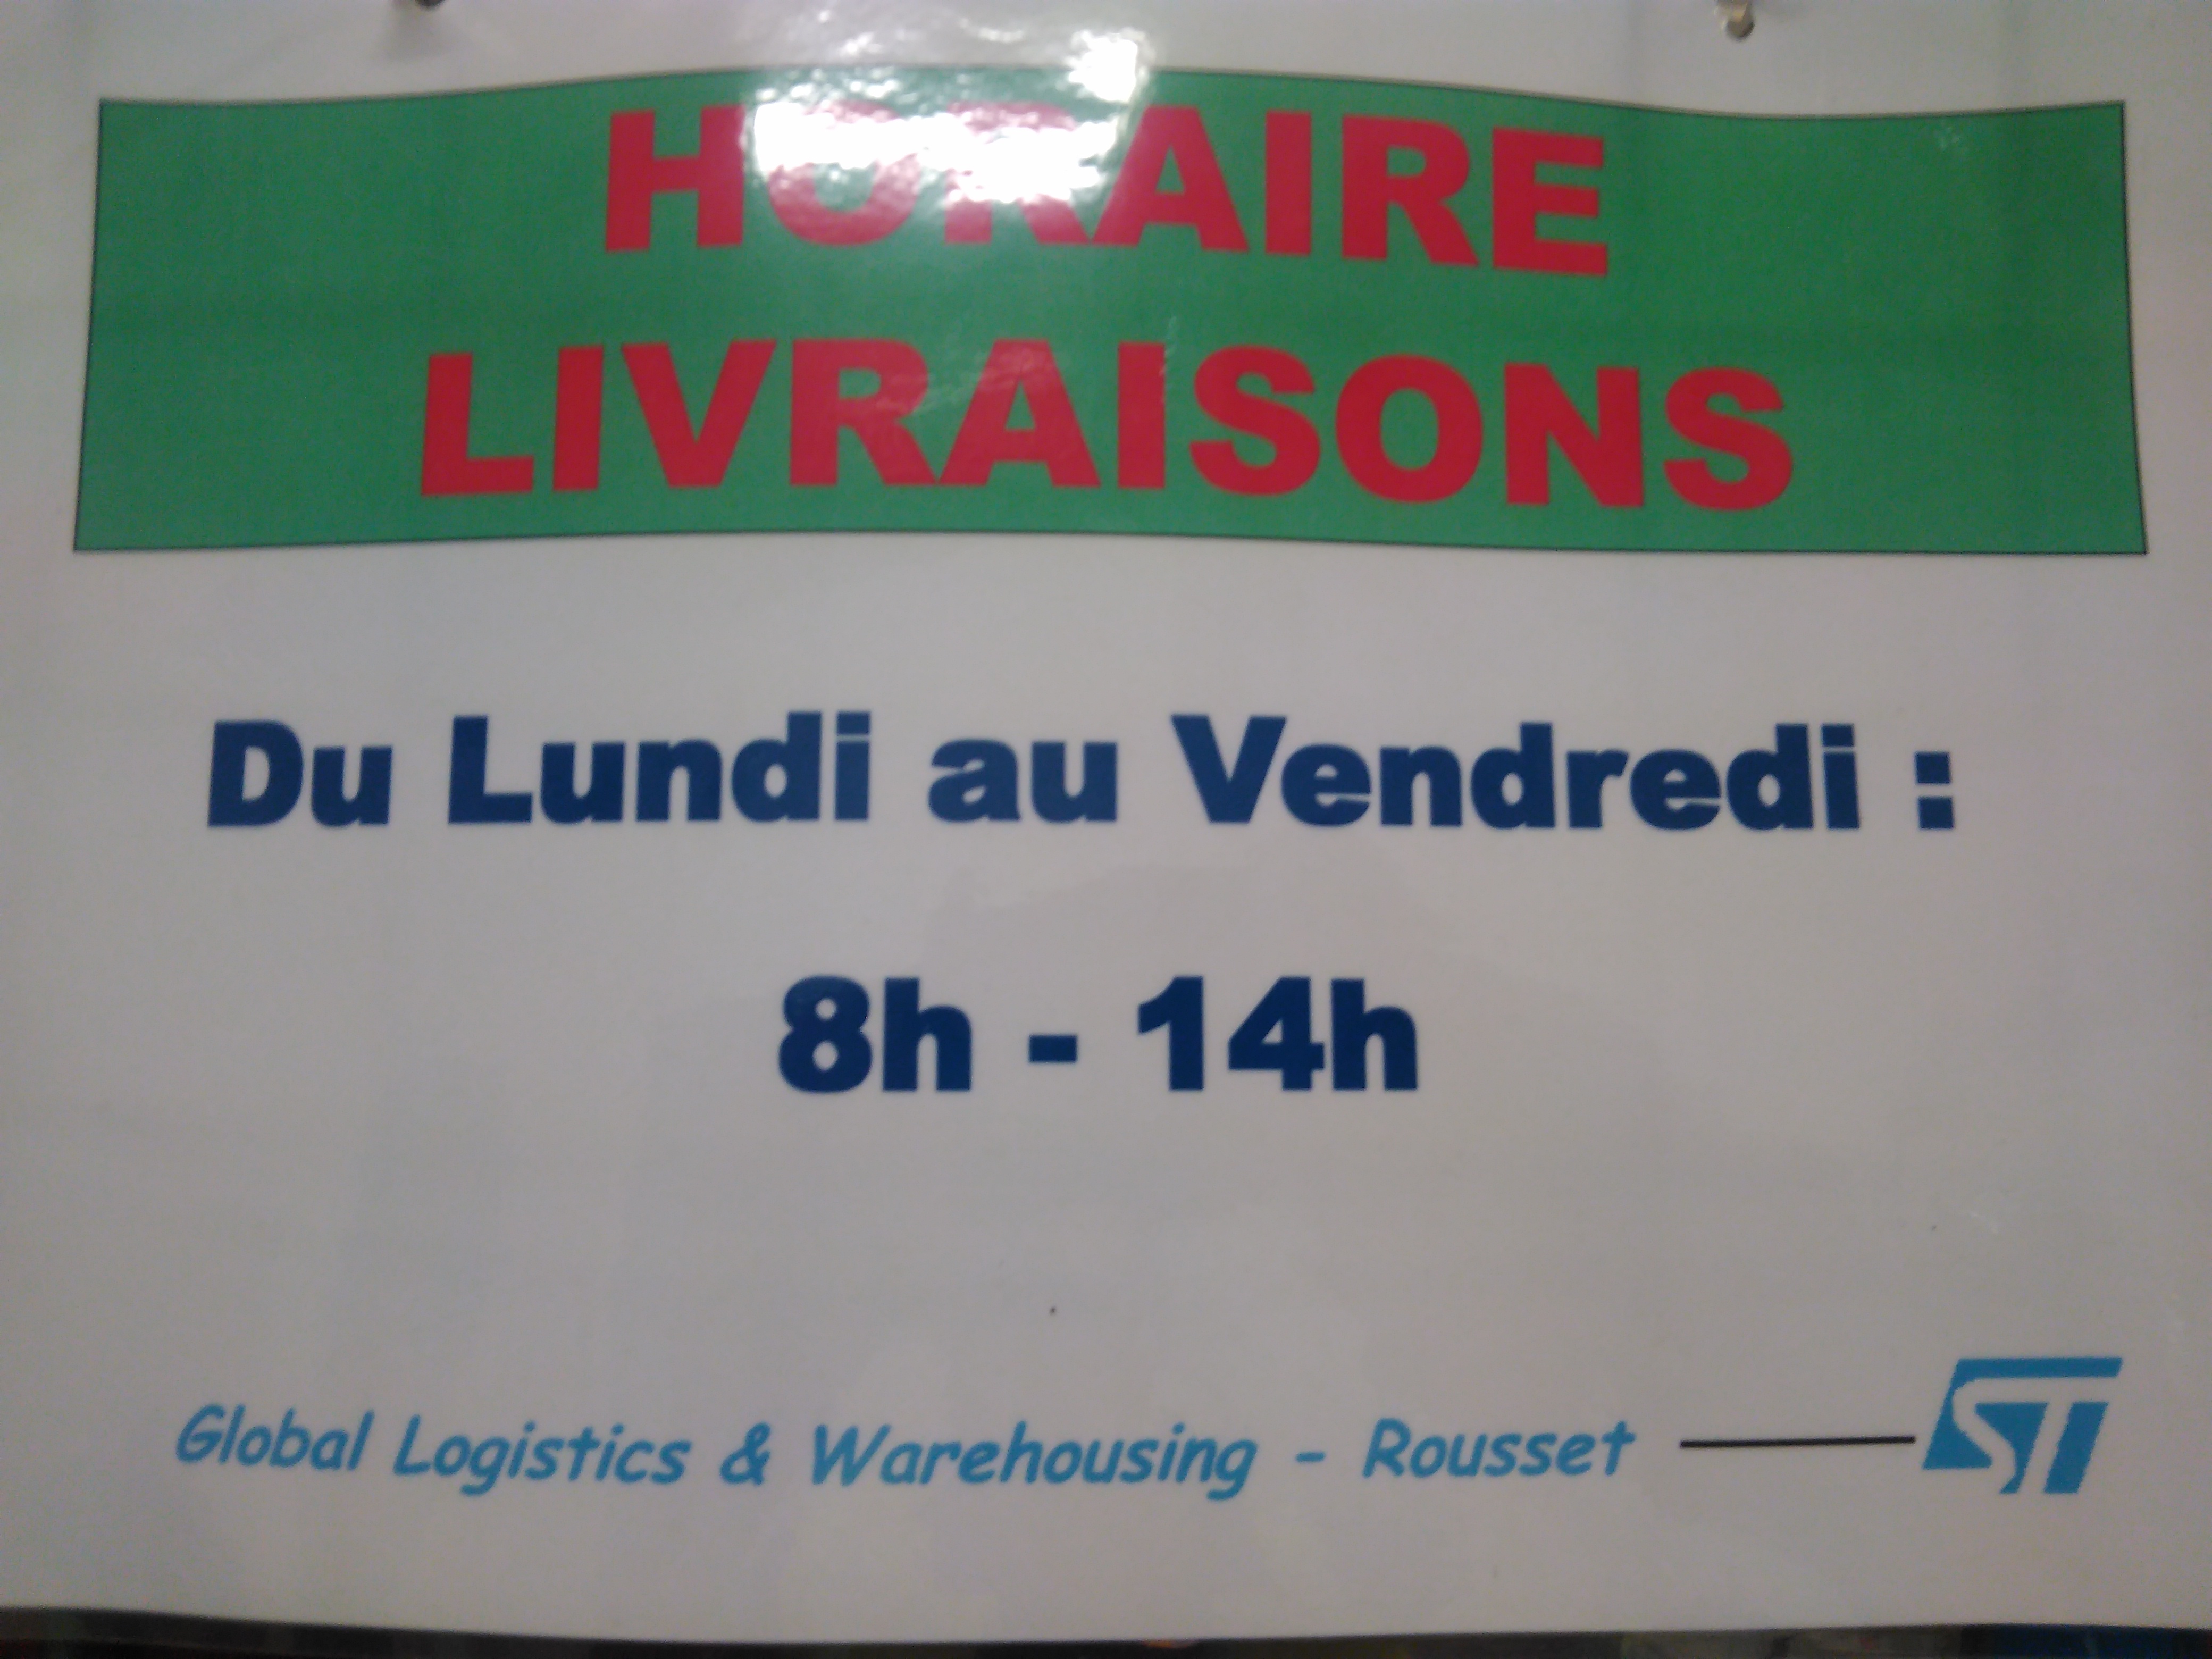 HORAIRE
LIVRAISONS
Du Lundi au Vendredi :
8h - 14h
Global Logistics & Warehousing - Rousset ST